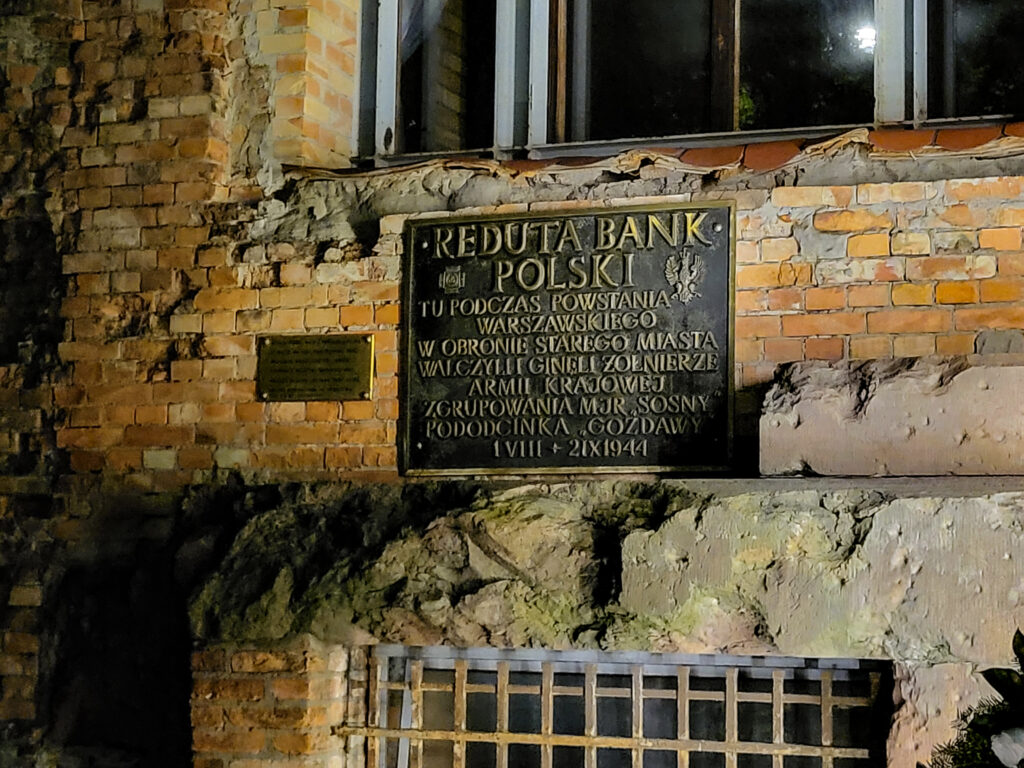 REDUTA BANK
POLSKI
TU PODCZAS POWSTANIA
WARSZAWSKIEGO
W OBRONIE STAREGO MIASTA
WALCZYLI I GINĘLI ŻOŁNIERZE
ARMII KRAJOWEJ
ZGRUPOWANIA MJR „SOSNY”
PODODCINKA „GOZDAWY”
1 VIII + 2 IX 1944